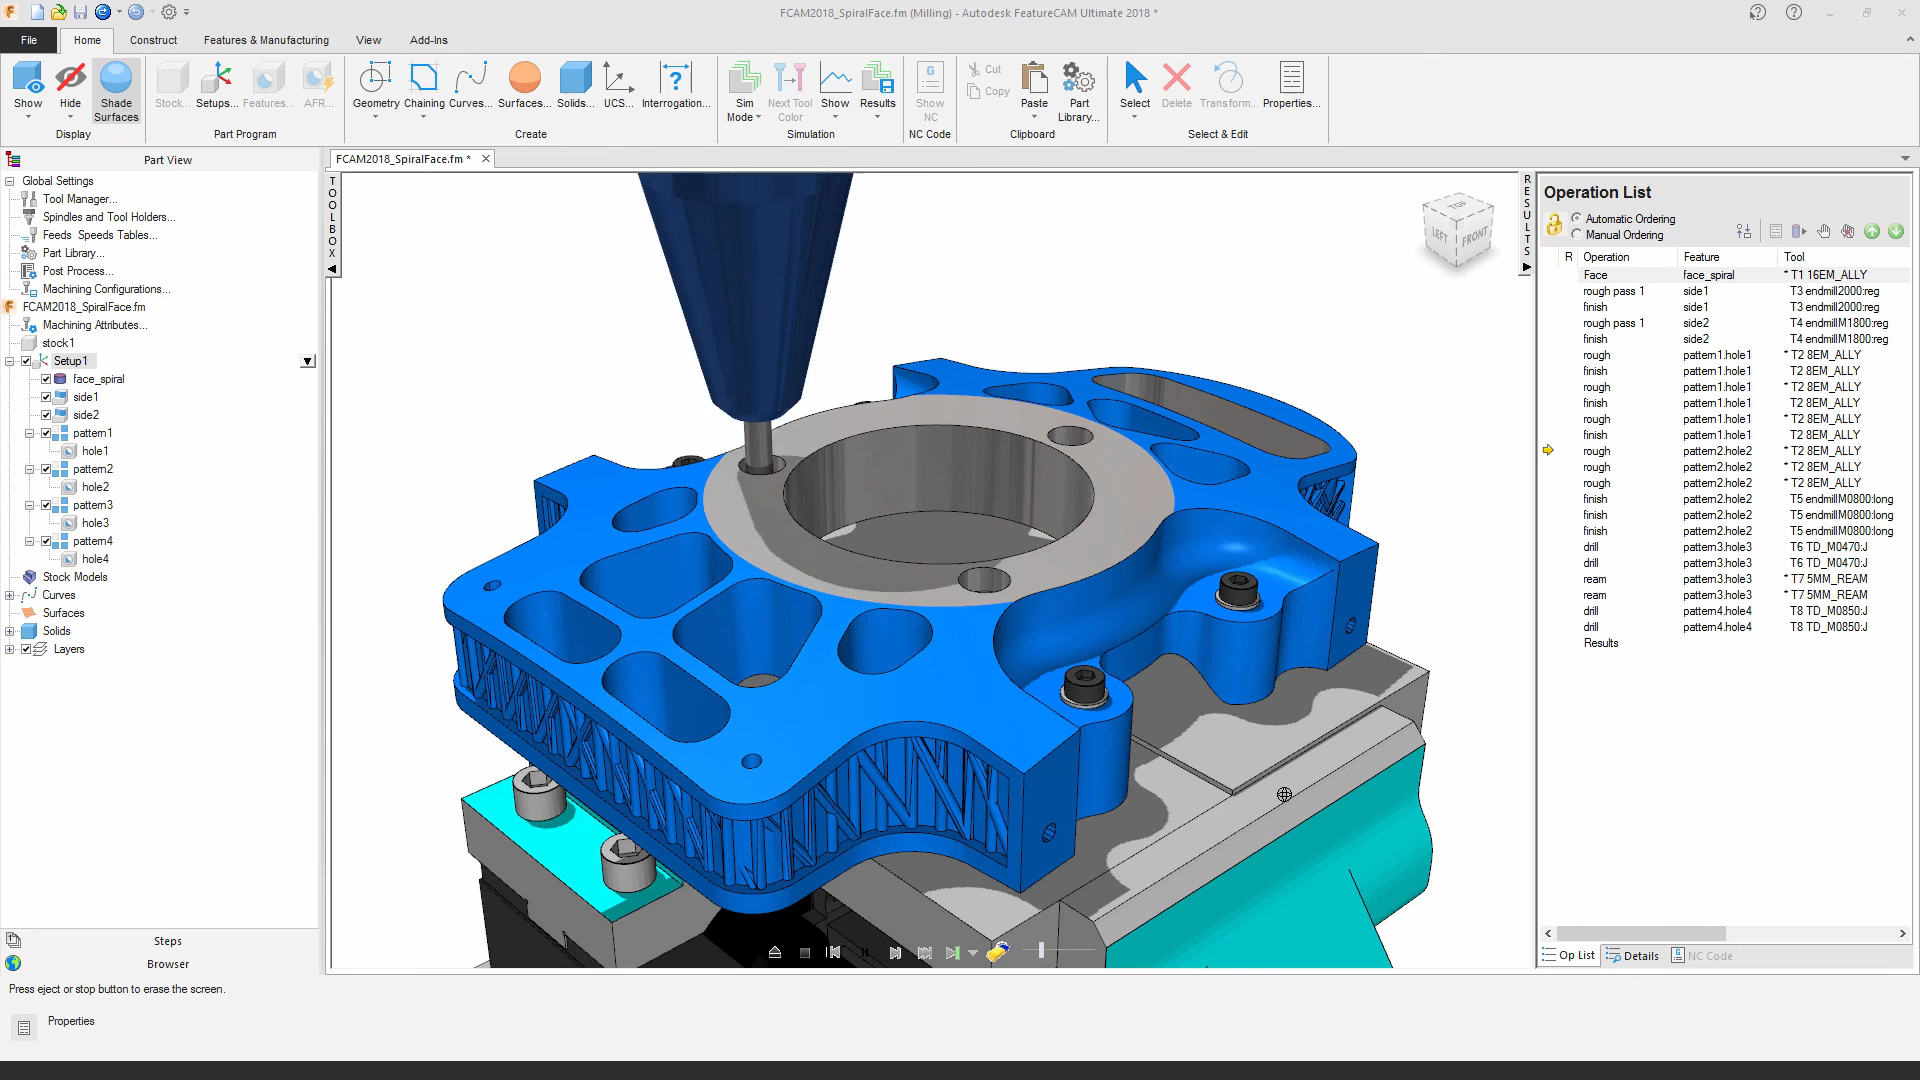 FCAM2018_SpiralFace.fm (Milling) - Autodesk FeatureCAM Ultimate 2018 *
File Home Construct Features & Manufacturing View Add-Ins
Show Hide Shade Surfaces
Stock... Setups... Features... AFR...
Geometry Chaining Curves... Surfaces... Solids... UCS... Interrogation...
Sim Mode Next Tool Color Show Results
Show NC
Cut
Copy
Paste Part Library...
Select Delete Transform... Properties...
Display Part Program Create Simulation NC Code Clipboard Select & Edit
Part View
Global Settings
Tool Manager...
Spindles and Tool Holders...
Feeds Speeds Tables...
Part Library...
Post Process...
Machining Configurations...
FCAM2018_SpiralFace.fm
Machining Attributes...
stock1
Setup1
face_spiral
side1
side2
pattern1
hole1
pattern2
hole2
pattern3
hole3
pattern4
hole4
Stock Models
Curves
Surfaces
Solids
Layers
Steps
Browser
FCAM2018_SpiralFace.fm *
TOOLBOX
TOP
LEFT FRONT
RESULTS
Operation List
Automatic Ordering
Manual Ordering
R Operation Feature Tool
Face face_spiral * T1 16EM_ALLY
rough pass 1 side1 T3 endmill2000:reg
finish side1 T3 endmill2000:reg
rough pass 1 side2 T4 endmillM1800:reg
finish side2 T4 endmillM1800:reg
rough pattern1.hole1 * T2 8EM_ALLY
finish pattern1.hole1 T2 8EM_ALLY
rough pattern1.hole1 * T2 8EM_ALLY
finish pattern1.hole1 T2 8EM_ALLY
rough pattern1.hole1 * T2 8EM_ALLY
finish pattern1.hole1 T2 8EM_ALLY
rough pattern2.hole2 * T2 8EM_ALLY
rough pattern2.hole2 * T2 8EM_ALLY
rough pattern2.hole2 * T2 8EM_ALLY
finish pattern2.hole2 T5 endmillM0800:long
finish pattern2.hole2 T5 endmillM0800:long
finish pattern2.hole2 T5 endmillM0800:long
drill pattern3.hole3 T6 TD_M0470:J
drill pattern3.hole3 T6 TD_M0470:J
ream pattern3.hole3 * T7 5MM_REAM
ream pattern3.hole3 * T7 5MM_REAM
drill pattern4.hole4 T8 TD_M0850:J
drill pattern4.hole4 T8 TD_M0850:J
Results
Op List Details NC Code
Press eject or stop button to erase the screen.
Properties